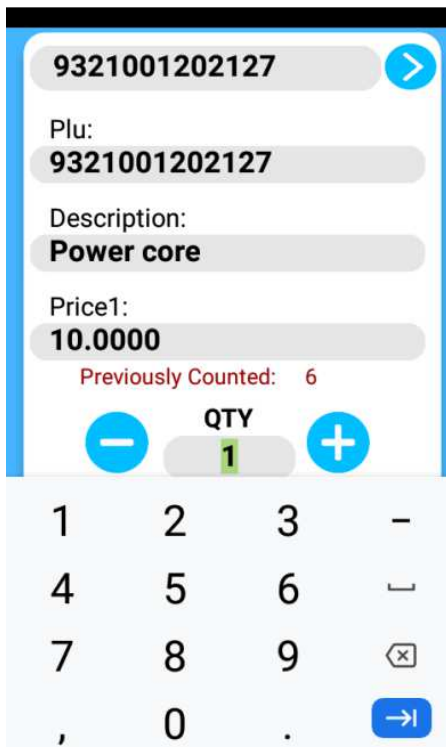 9321001202127
Plu:
9321001202127
Description:
Power core
Price1:
10.0000
Previously Counted: 6
QTY
1
1 2 3 -
4 5 6
7 8 9
, 0 .